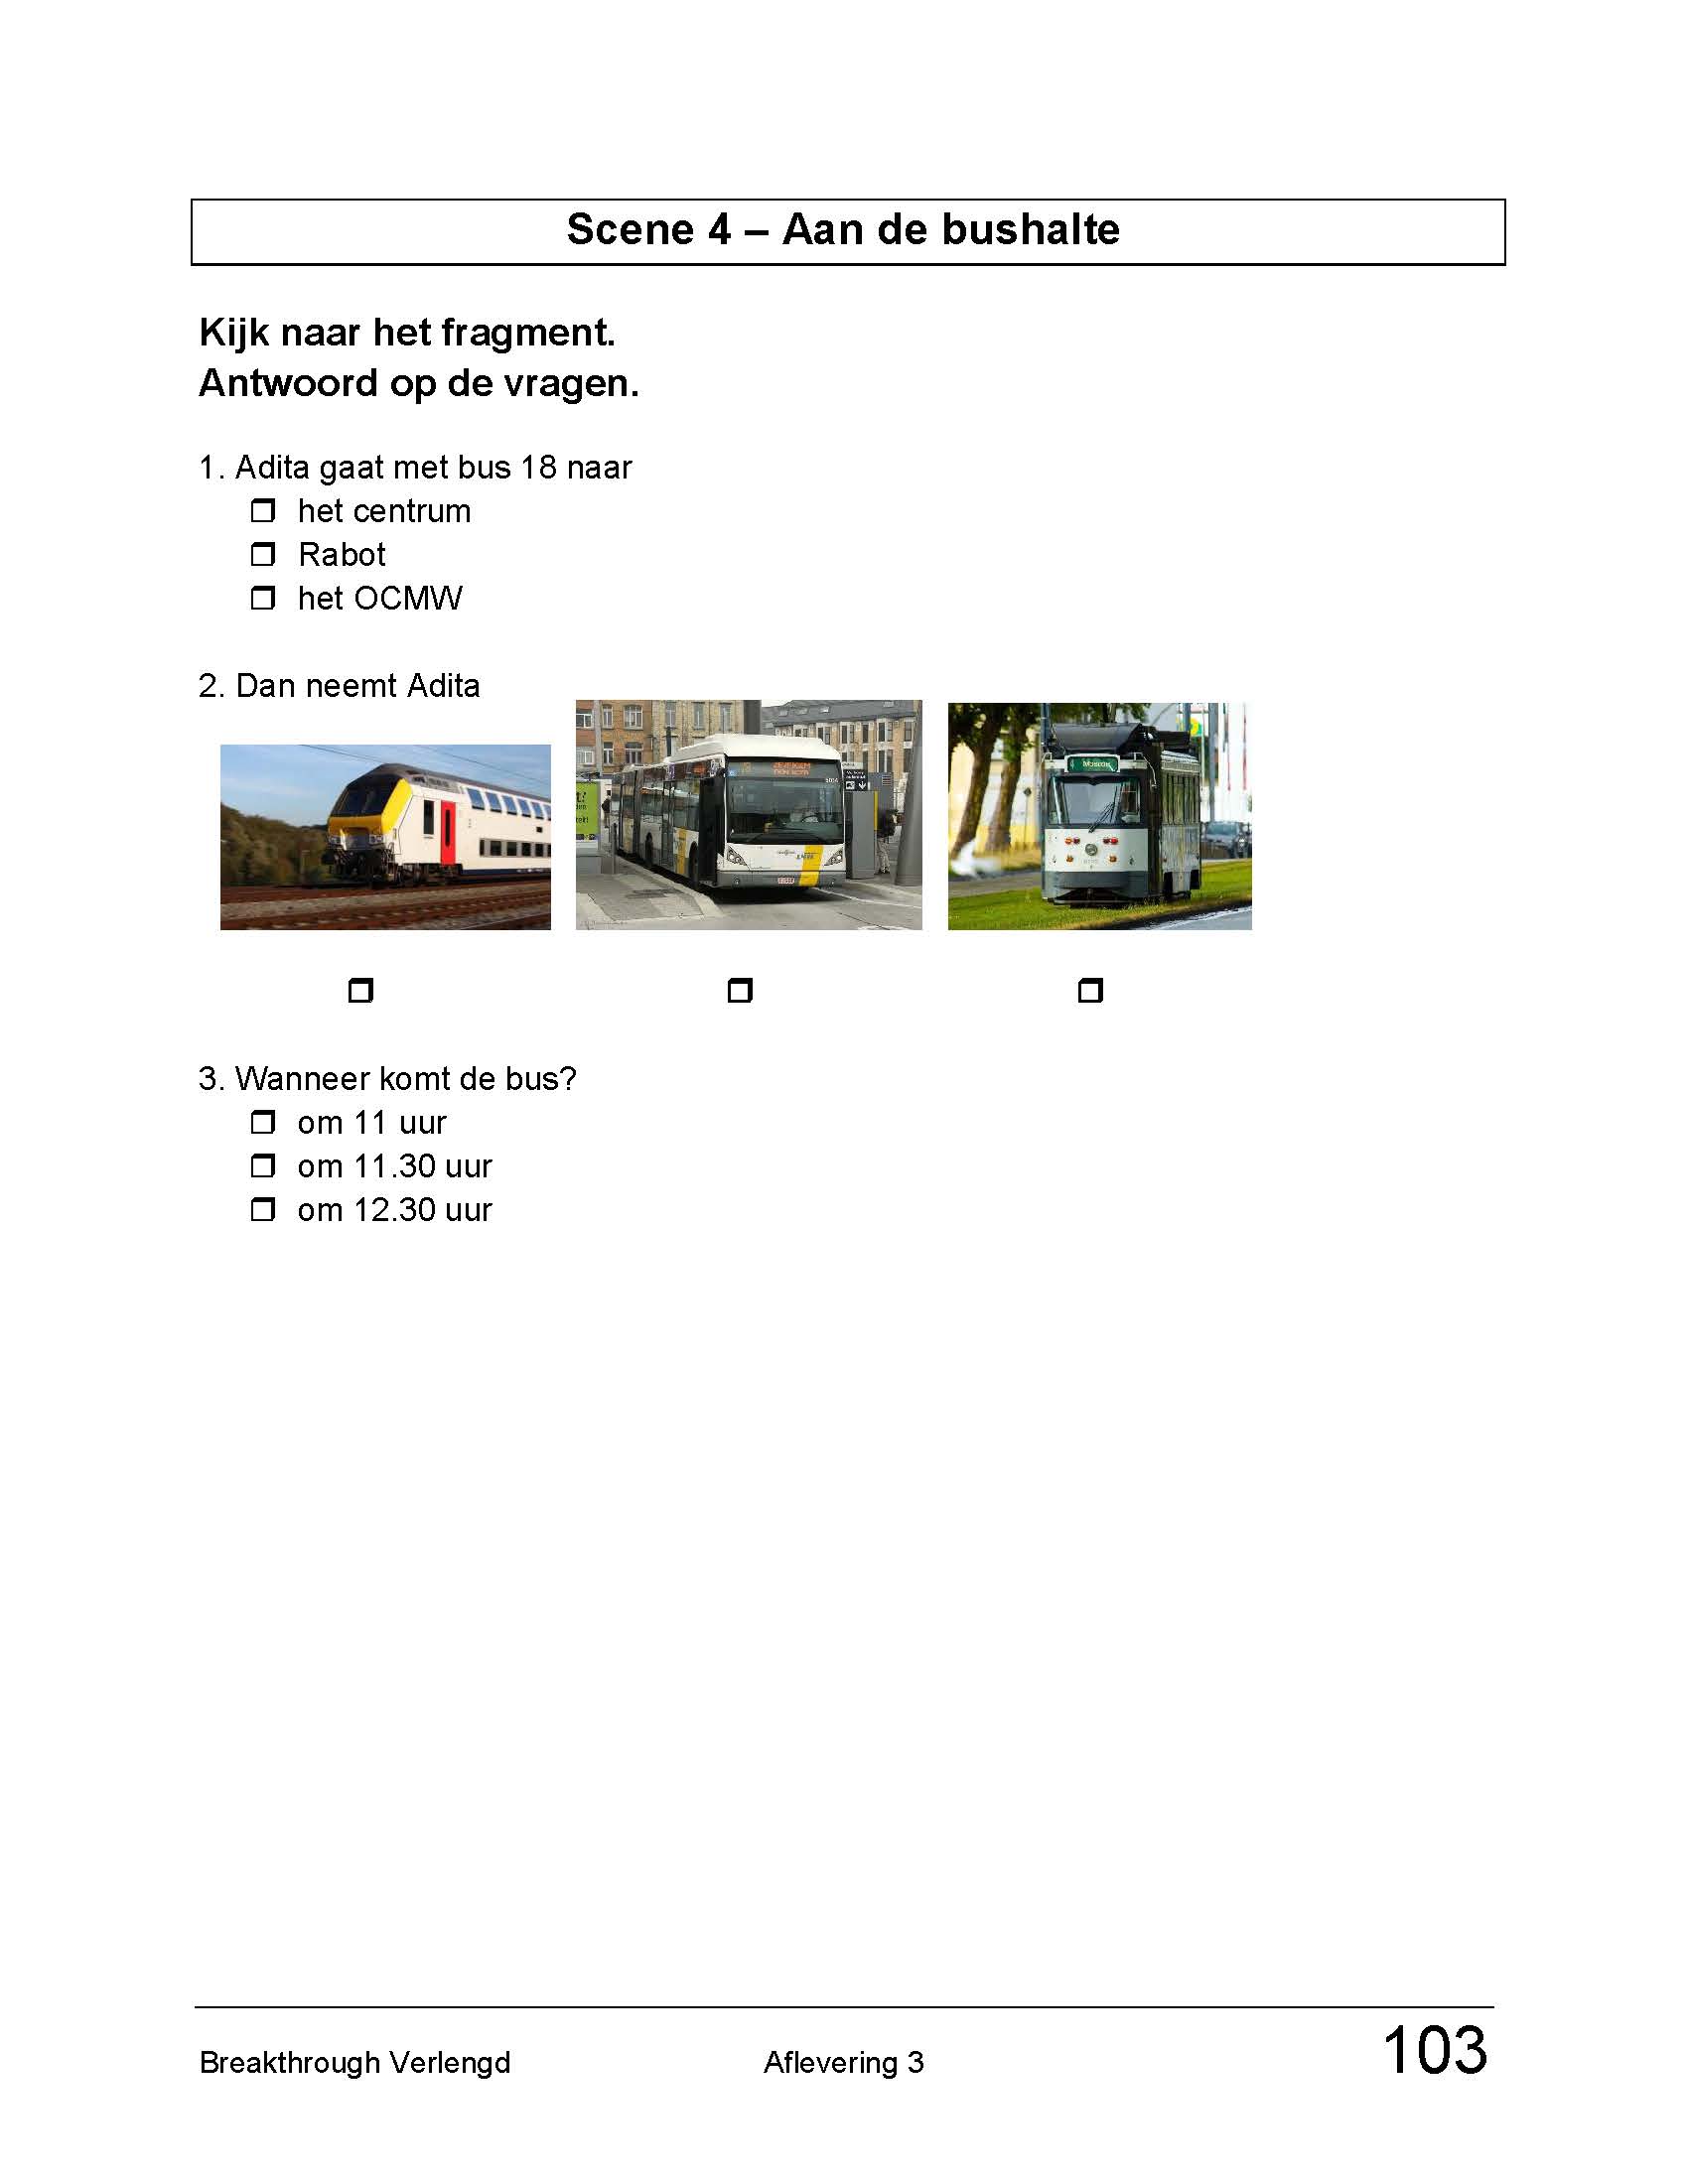 Scene 4 – Aan de bushalte
Kijk naar het fragment.
Antwoord op de vragen.
1. Adita gaat met bus 18 naar
❒ het centrum
❒ Rabot
❒ het OCMW
2. Dan neemt Adita
❒ ❒ ❒
3. Wanneer komt de bus?
❒ om 11 uur
❒ om 11.30 uur
❒ om 12.30 uur
Breakthrough Verlengd Aflevering 3 103